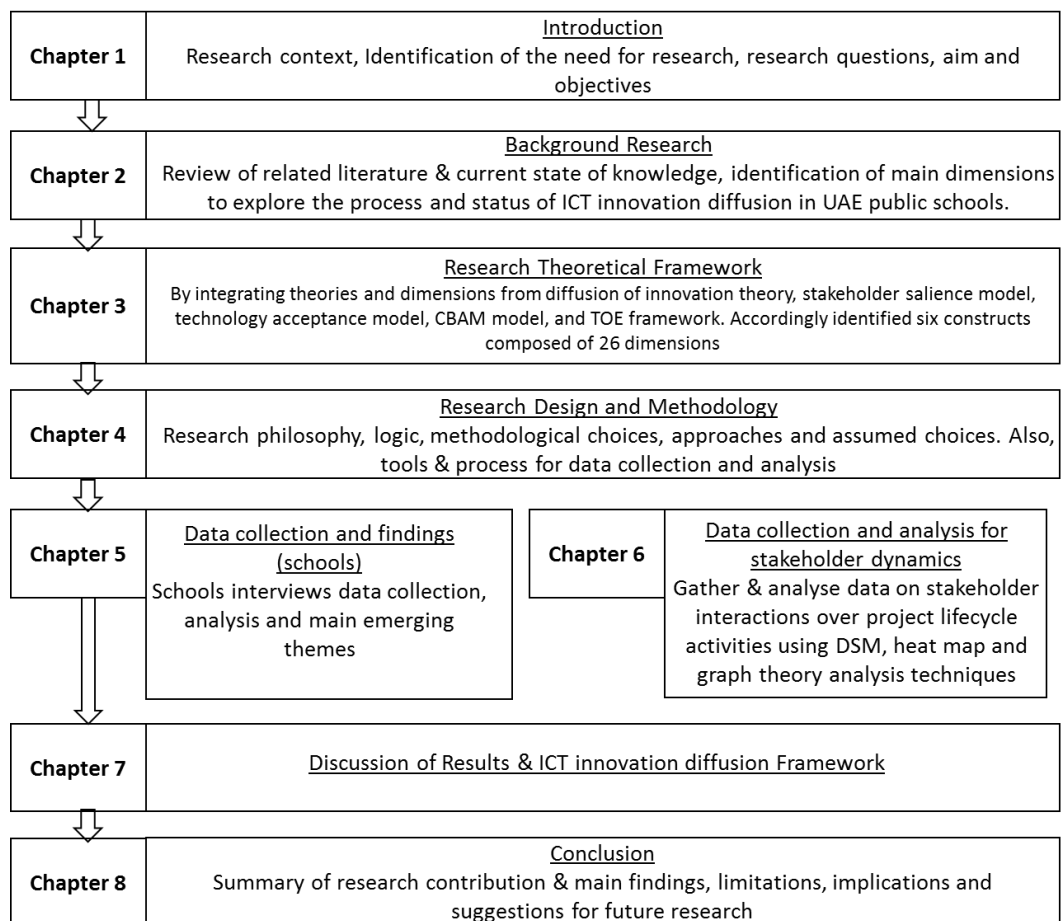 Chapter 1
Introduction
Research context, Identification of the need for research, research questions, aim and
objectives
Chapter 2
Background Research
Review of related literature & current state of knowledge, identification of main dimensions
to explore the process and status of ICT innovation diffusion in UAE public schools.
Chapter 3
Research Theoretical Framework
By integrating theories and dimensions from diffusion of innovation theory, stakeholder salience model,
technology acceptance model, CBAM model, and TOE framework. Accordingly identified six constructs
composed of 26 dimensions
Chapter 4
Research Design and Methodology
Research philosophy, logic, methodological choices, approaches and assumed choices. Also,
tools & process for data collection and analysis
Chapter 5
Data collection and findings
(schools)
Schools interviews data collection,
analysis and main emerging
themes
Chapter 6
Data collection and analysis for
stakeholder dynamics
Gather & analyse data on stakeholder
interactions over project lifecycle
activities using DSM, heat map and
graph theory analysis techniques
Chapter 7
Discussion of Results & ICT innovation diffusion Framework
Chapter 8
Conclusion
Summary of research contribution & main findings, limitations, implications and
suggestions for future research